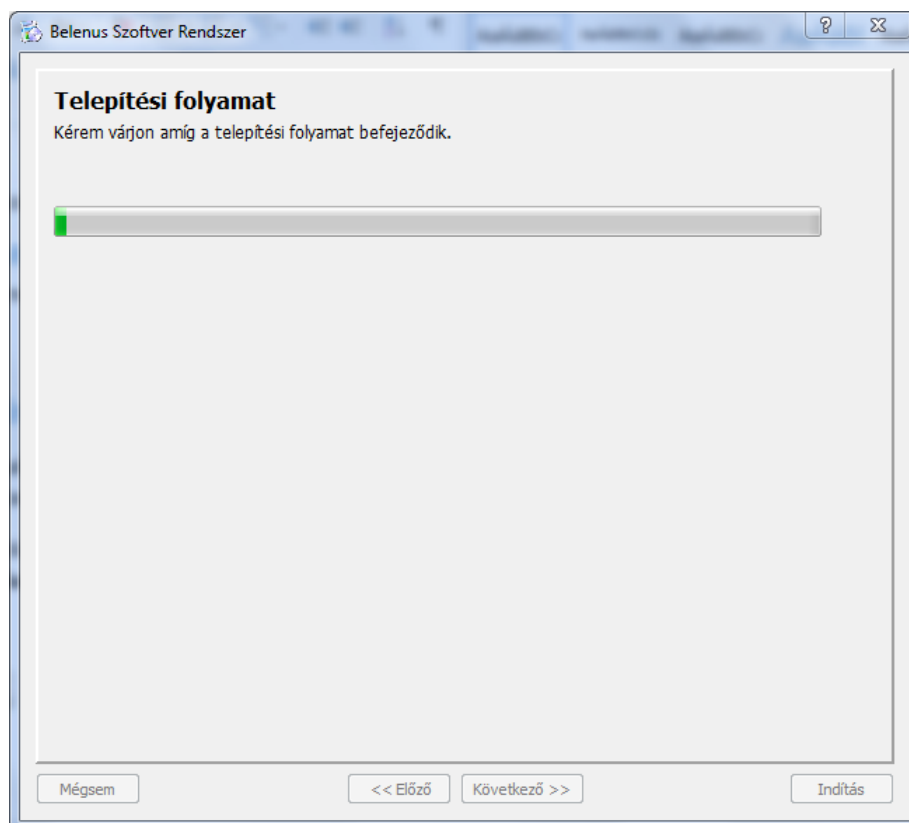 Belenus Szoftver Rendszer
Telepítési folyamat
Kérem várjon amíg a telepítési folyamat befejeződik.
Mégsem
<< Előző
Következő >>
Indítás